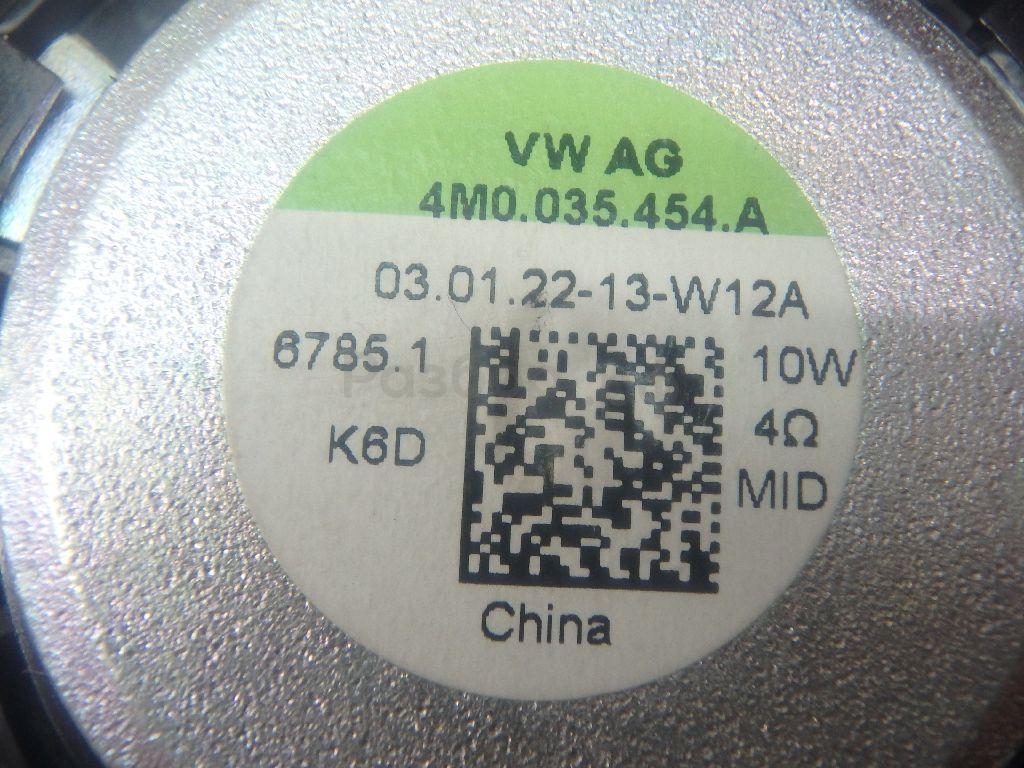 VW AG
4M0.035.454.A
03.01.22-13-W12A
6785.1
10W
K6D
4Ω
MID
China